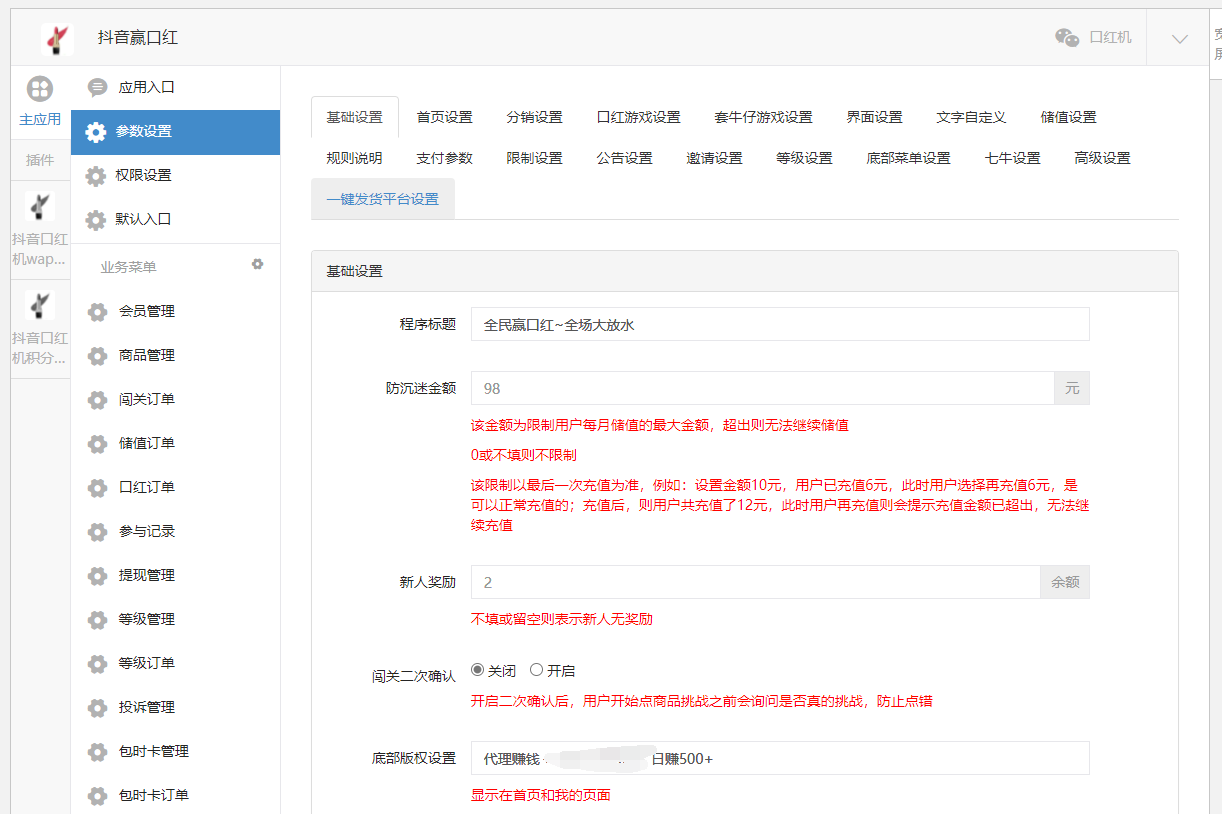 抖音赢口红
口红机
宽
屏
主应用
插件
抖音口红
机wap...
抖音口红
机积分...
应用入口
参数设置
权限设置
默认入口
业务菜单
会员管理
商品管理
闯关订单
储值订单
口红订单
参与记录
提现管理
等级管理
等级订单
投诉管理
包时卡管理
包时卡订单
基础设置 首页设置 分销设置 口红游戏设置 套牛仔游戏设置 界面设置 文字自定义 储值设置
规则说明 支付参数 限制设置 公告设置 邀请设置 等级设置 底部菜单设置 七牛设置 高级设置
一键发货平台设置
基础设置
程序标题 全民赢口红~全场大放水
防沉迷金额 98 元
该金额为限制用户每月储值的最大金额，超出则无法继续储值
0或不填则不限制
该限制以最后一次充值为准，例如：设置金额10元，用户已充值6元，此时用户选择再充值6元，是
可以正常充值的；充值后，则用户共充值了12元，此时用户再充值则会提示充值金额已超出，无法继
续充值
新人奖励 2 余额
不填或留空则表示新人无奖励
闯关二次确认 关闭 开启
开启二次确认后，用户开始点商品挑战之前会询问是否真的挑战，防止点错
底部版权设置 代理赚钱 日赚500+
显示在首页和我的页面